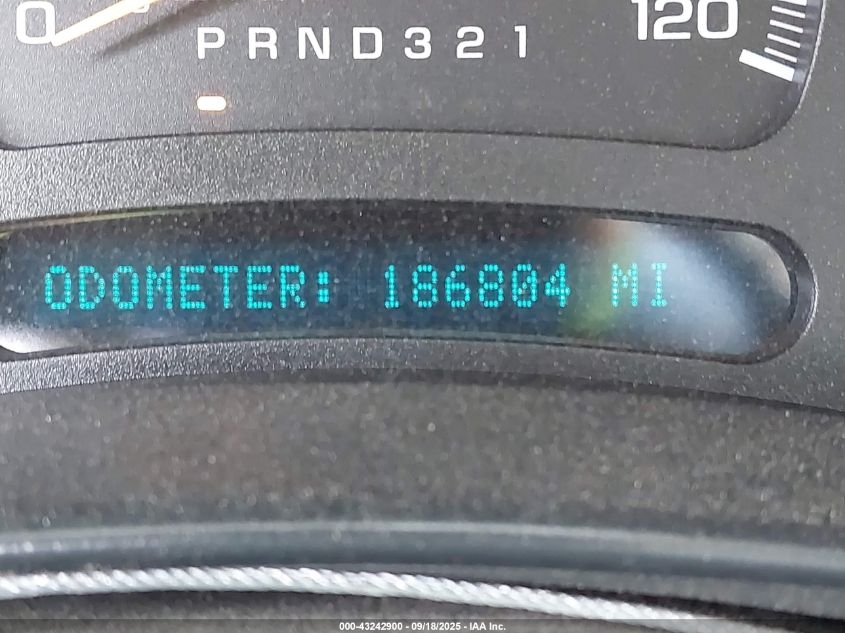 0 120
PRND321
ODOMETER: 186804 MI
000-43242900 - 09/18/2025 - IAA Inc.